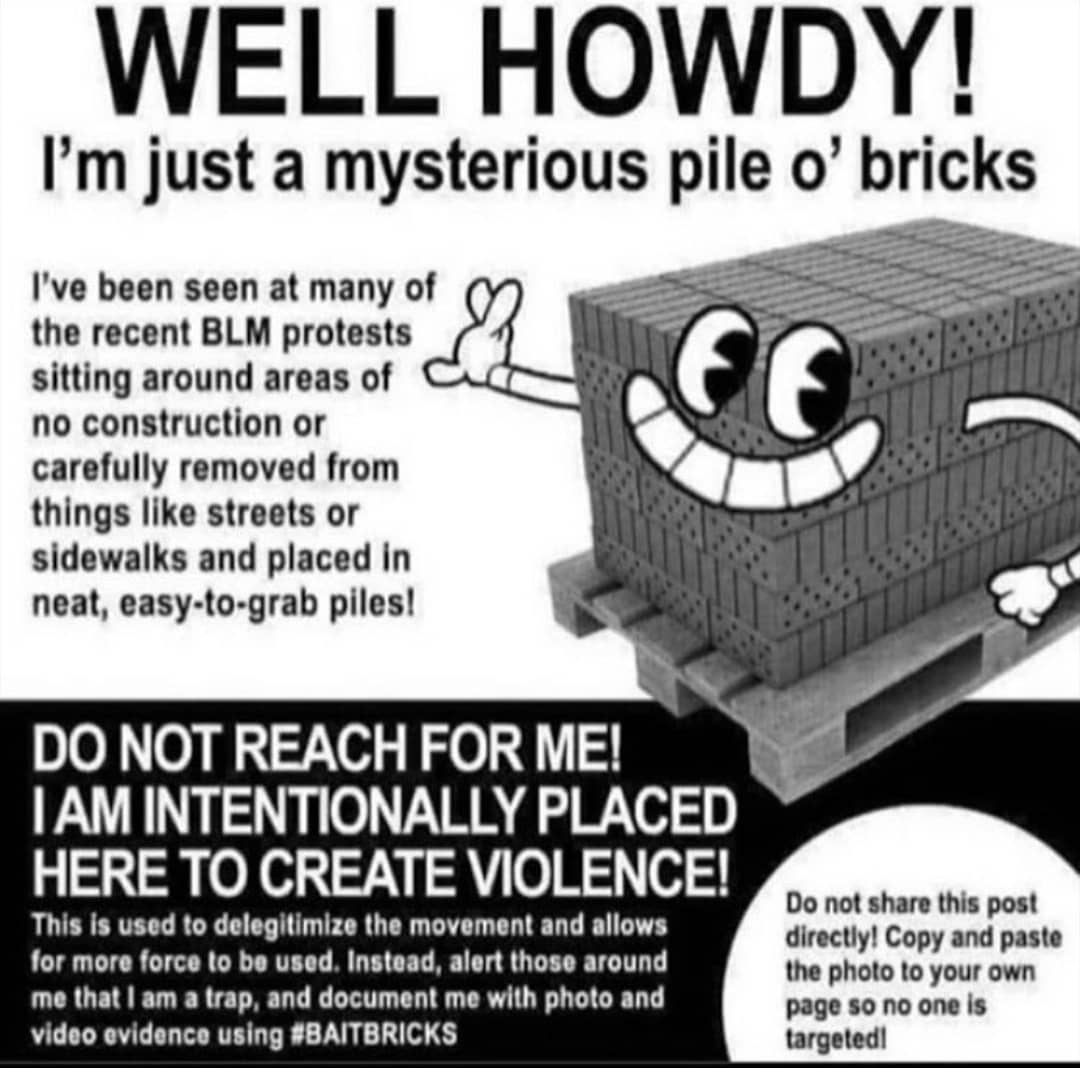 WELL HOWDY!
I'm just a mysterious pile o' bricks
I've been seen at many of
the recent BLM protests
sitting around areas of
no construction or
carefully removed from
things like streets or
sidewalks and placed in
neat, easy-to-grab piles!
DO NOT REACH FOR ME!
I AM INTENTIONALLY PLACED
HERE TO CREATE VIOLENCE!
This is used to delegitimize the movement and allows
for more force to be used. Instead, alert those around
me that I am a trap, and document me with photo and
video evidence using #BAITBRICKS
Do not share this post
directly! Copy and paste
the photo to your own
page so no one is
targeted!